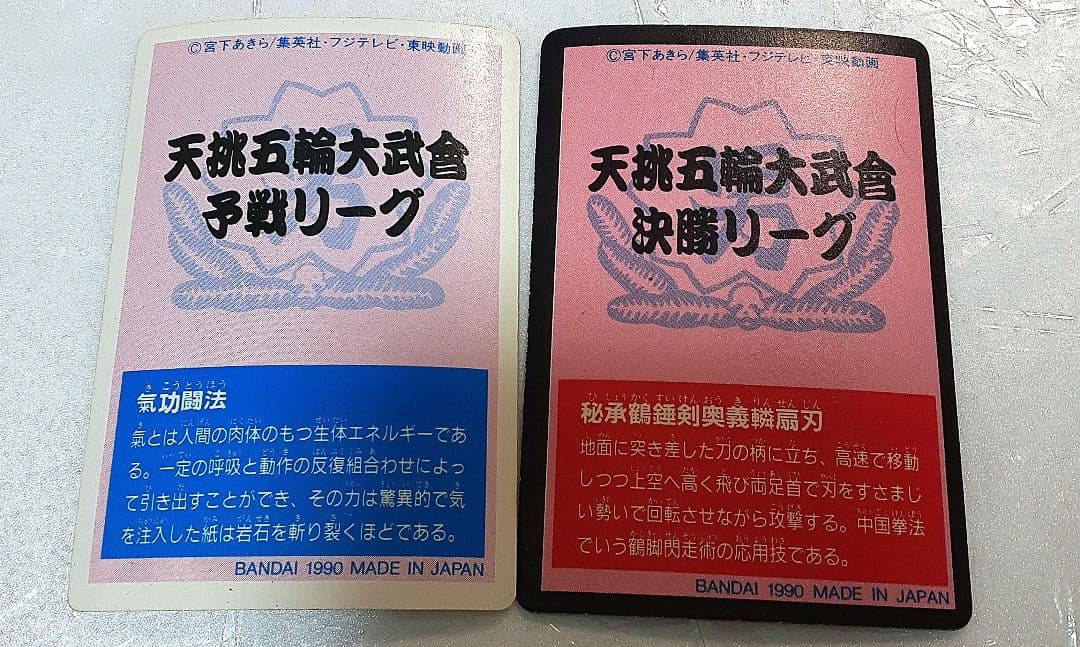 ©宮下あきら/集英社・フジテレビ・東映動画
天挑五輪大武會
予戦リーグ
氣功闘法
氣とは人間の肉体のもつ生体エネルギーであ
る。一定の呼吸と動作の反復組合わせによっ
て引き出すことができ、その力は驚異的で気
を注入した紙は岩石を斬り裂くほどである。
BANDAI 1990 MADE IN JAPAN
©宮下あきら/集英社・フジテレビ・東映動画
天挑五輪大武會
決勝リーグ
秘承鶴錘剣奥義轔扇刃
地面に突き差した刀の柄に立ち、高速で移動
しつつ上空へ高く飛び両足首で刃をすさまじ
い勢いで回転させながら攻撃する。中国拳法
でいう鶴脚閃走術の応用技である。
BANDAI 1990 MADE IN JAPAN